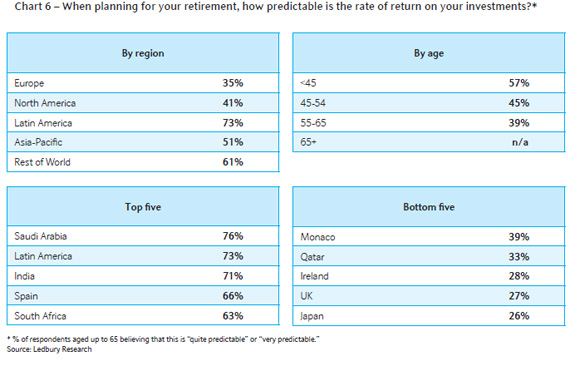 Chart 6 – When planning for your retirement, how predictable is the rate of return on your investments?*
By region
Europe 35%
North America 41%
Latin America 73%
Asia-Pacific 51%
Rest of World 61%
By age
<45 57%
45-54 45%
55-65 39%
65+ n/a
Top five
Saudi Arabia 76%
Latin America 73%
India 71%
Spain 66%
South Africa 63%
Bottom five
Monaco 39%
Qatar 33%
Ireland 28%
UK 27%
Japan 26%
* % of respondents aged up to 65 believing that this is “quite predictable” or “very predictable.”
Source: Ledbury Research